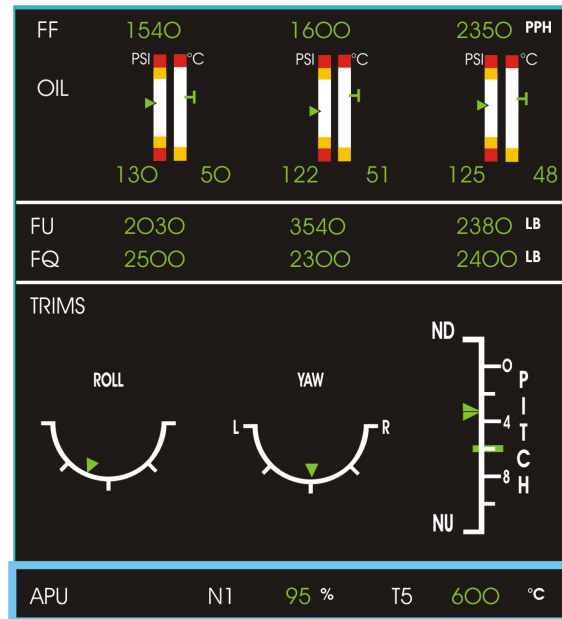 FF 1540 1600 2350 PPH
PSI °C PSI °C PSI °C
OIL
130 50 122 51 125 48
FU 2030 3540 2380 LB
FQ 2500 2300 2400 LB
TRIMS
ND
ROLL YAW
0
L R
4
8
PITCH
NU
APU N1 95 % T5 600 °C